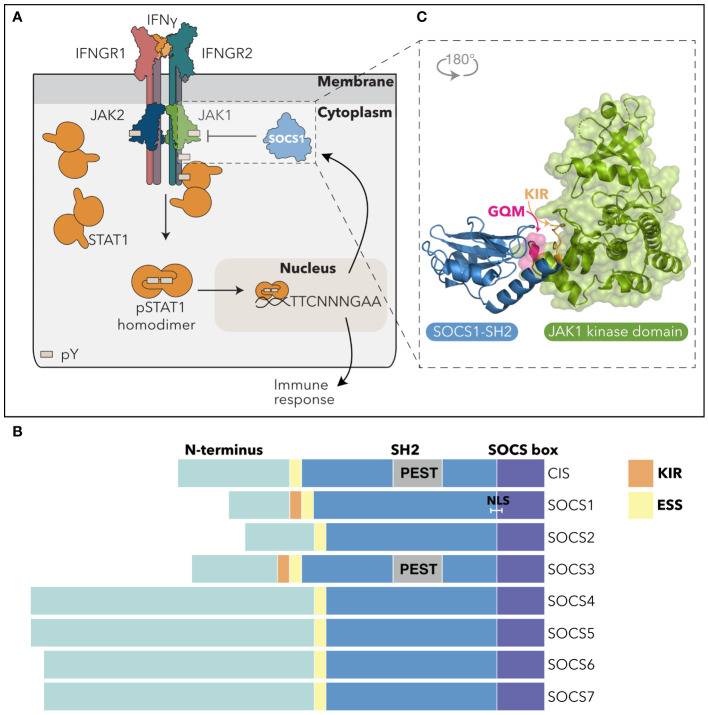 A
IFNγ
IFNGR1
IFNGR2
Membrane
Cytoplasm
JAK2
JAK1
SOCS1
STAT1
pSTAT1
homodimer
Nucleus
TTCNNNGAA
pY
Immune
response
C
180°
KIR
GQM
SOCS1-SH2
JAK1 kinase domain
B
N-terminus
SH2
SOCS box
PEST
CIS
NLS
SOCS1
SOCS2
PEST
SOCS3
SOCS4
SOCS5
SOCS6
SOCS7
KIR
ESS